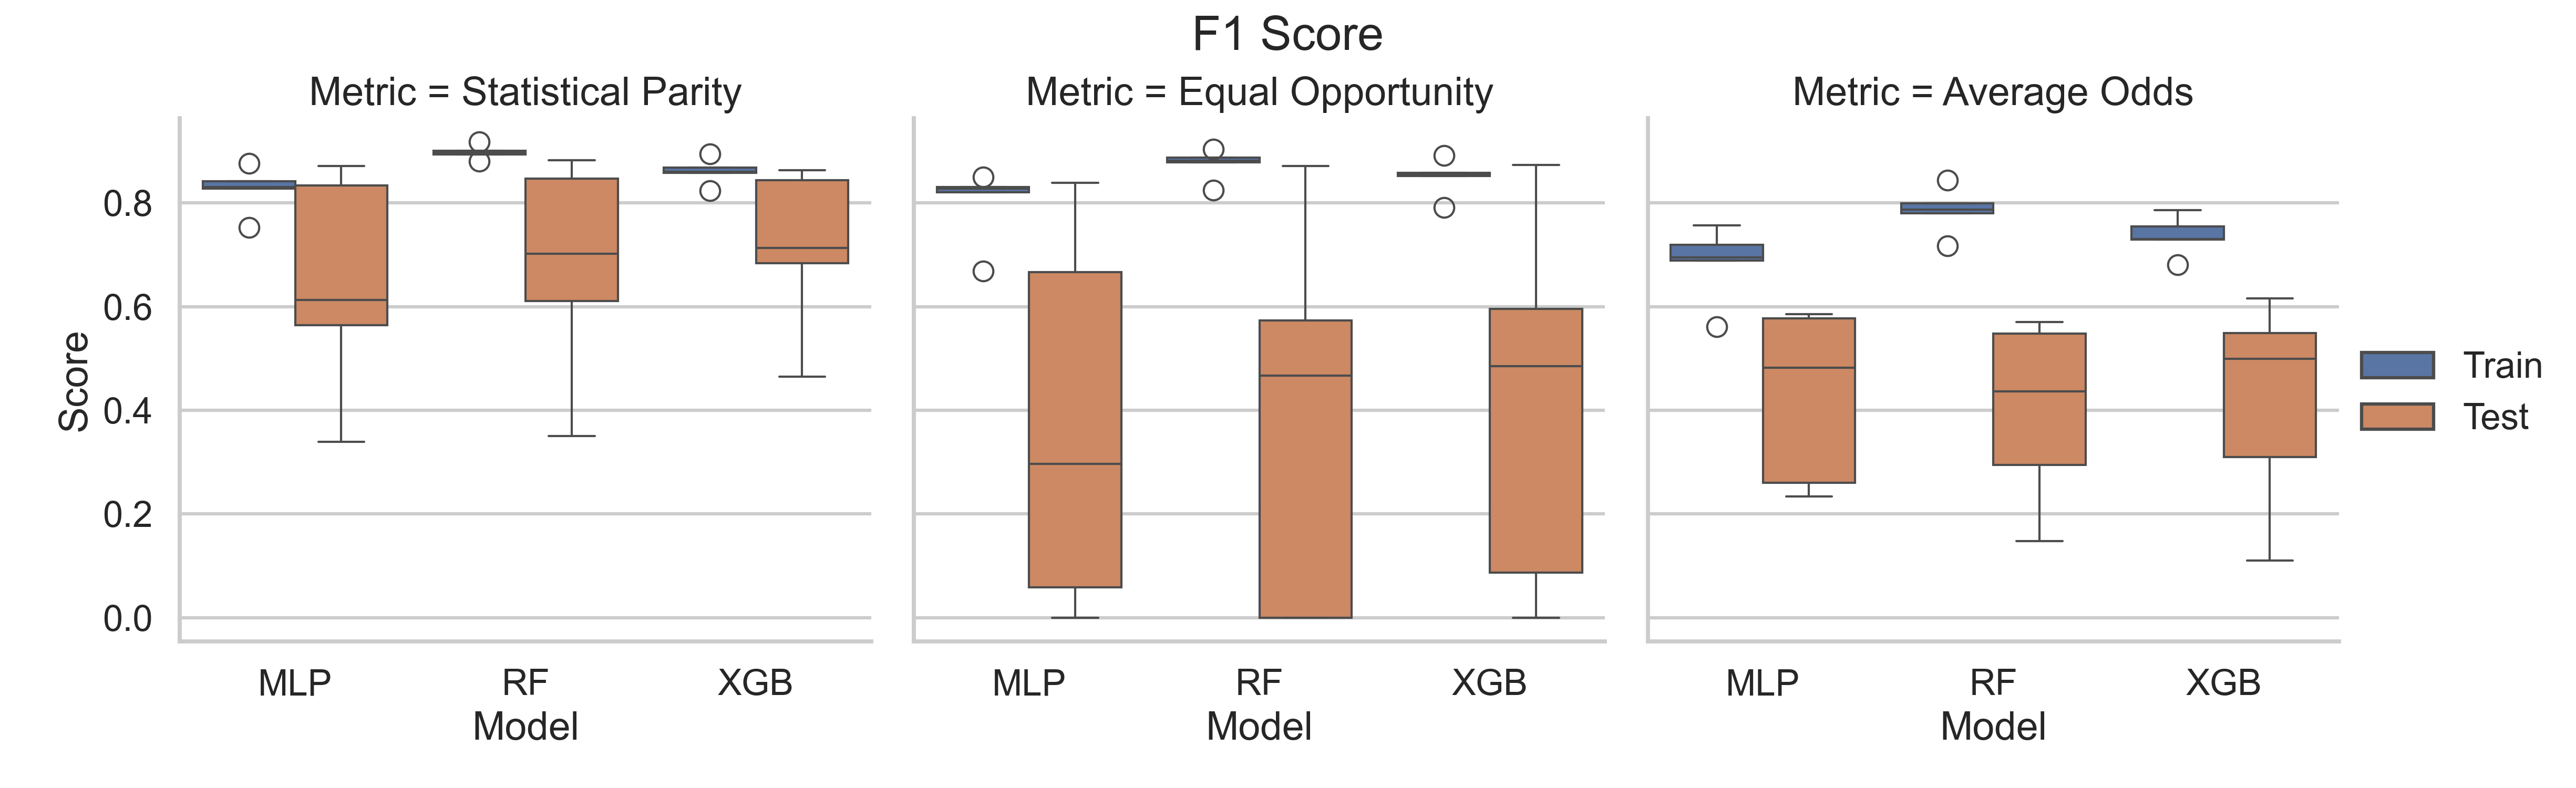 F1 Score
Metric = Statistical Parity
Metric = Equal Opportunity
Metric = Average Odds
Score
0.8
0.6
0.4
0.2
0.0
MLP RF XGB
Model
MLP RF XGB
Model
MLP RF XGB
Model
Train
Test